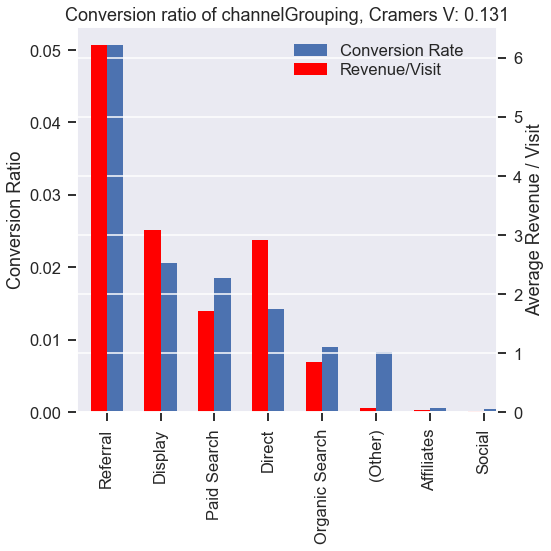 Conversion ratio of channelGrouping, Cramers V: 0.131
Conversion Rate
Revenue/Visit
Conversion Ratio
0.05
0.04
0.03
0.02
0.01
0.00
6
5
4
3
2
1
0
Average Revenue / Visit
Referral
Display
Paid Search
Direct
Organic Search
(Other)
Affiliates
Social